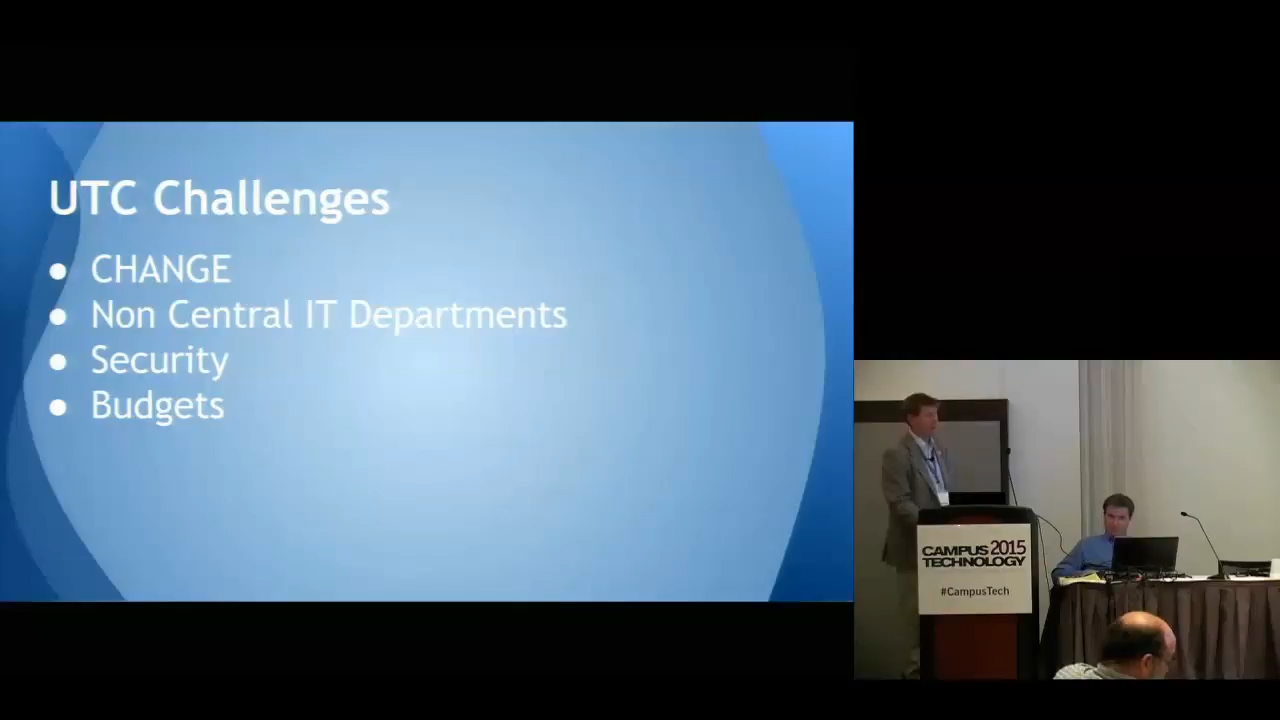 UTC Challenges
● CHANGE
● Non Central IT Departments
● Security
● Budgets
CAMPUS 2015
TECHNOLOGY
#CampusTech